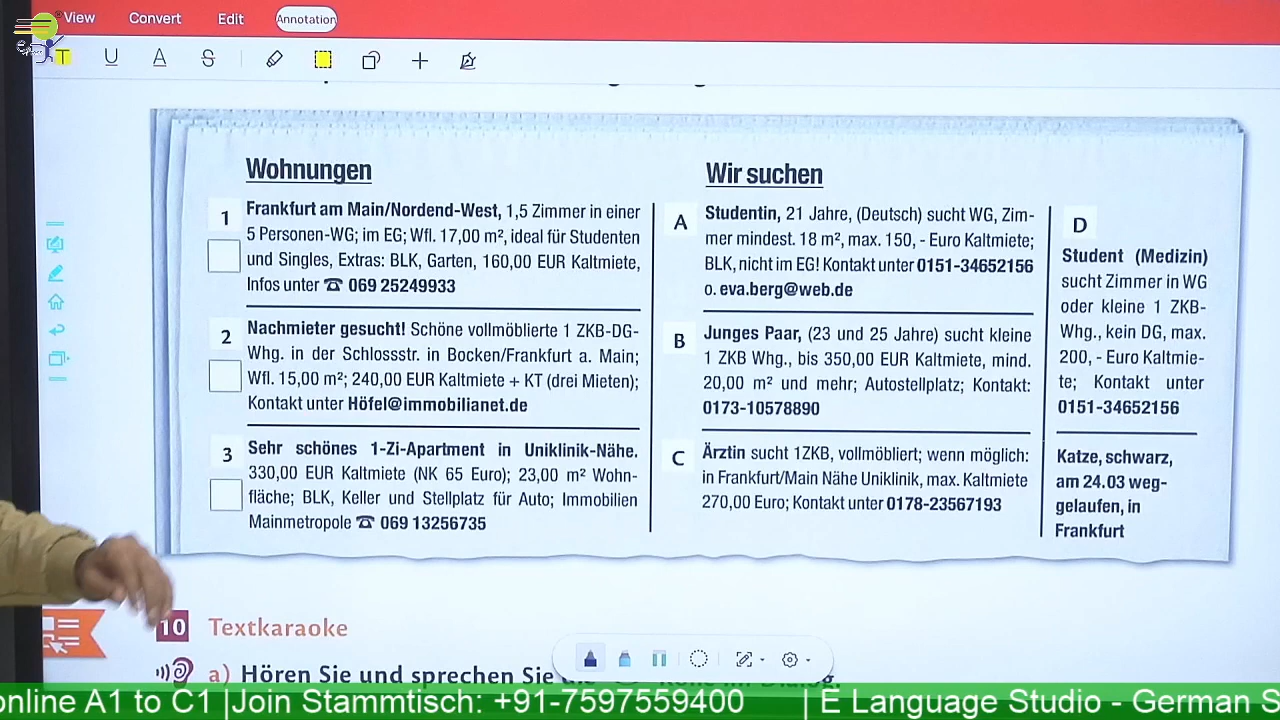 View Convert Edit Annotation
T U A S
Wohnungen
1
Frankfurt am Main/Nordend-West, 1,5 Zimmer in einer
5 Personen-WG; im EG; Wfl. 17,00 m², ideal für Studenten
und Singles, Extras: BLK, Garten, 160,00 EUR Kaltmiete,
Infos unter ☎ 069 25249933
2
Nachmieter gesucht! Schöne vollmöblierte 1 ZKB-DG-
Whg. in der Schlossstr. in Bocken/Frankfurt a. Main;
Wfl. 15,00 m²; 240,00 EUR Kaltmiete + KT (drei Mieten);
Kontakt unter Höfel@immobilianet.de
3
Sehr schönes 1-Zi-Apartment in Uniklinik-Nähe.
330,00 EUR Kaltmiete (NK 65 Euro); 23,00 m² Wohn-
fläche; BLK, Keller und Stellplatz für Auto; Immobilien
Mainmetropole ☎ 069 13256735
Wir suchen
A
Studentin, 21 Jahre, (Deutsch) sucht WG, Zim-
mer mindest. 18 m², max. 150, - Euro Kaltmiete;
BLK, nicht im EG! Kontakt unter 0151-34652156
o. eva.berg@web.de
B
Junges Paar, (23 und 25 Jahre) sucht kleine
1 ZKB Whg., bis 350,00 EUR Kaltmiete, mind.
20,00 m² und mehr; Autostellplatz; Kontakt:
0173-10578890
C
Ärztin sucht 1ZKB, vollmöbliert; wenn möglich:
in Frankfurt/Main Nähe Uniklinik, max. Kaltmiete
270,00 Euro; Kontakt unter 0178-23567193
D
Student (Medizin)
sucht Zimmer in WG
oder kleine 1 ZKB-
Whg., kein DG, max.
200, - Euro Kaltmie-
te; Kontakt unter
0151-34652156
Katze, schwarz,
am 24.03 weg-
gelaufen, in
Frankfurt
10 Textkaraoke
a) Hören Sie und sprechen Sie die
Rolle im Dialog.
online A1 to C1 |Join Stammtisch: +91-7597559400 | E Language Studio - German S